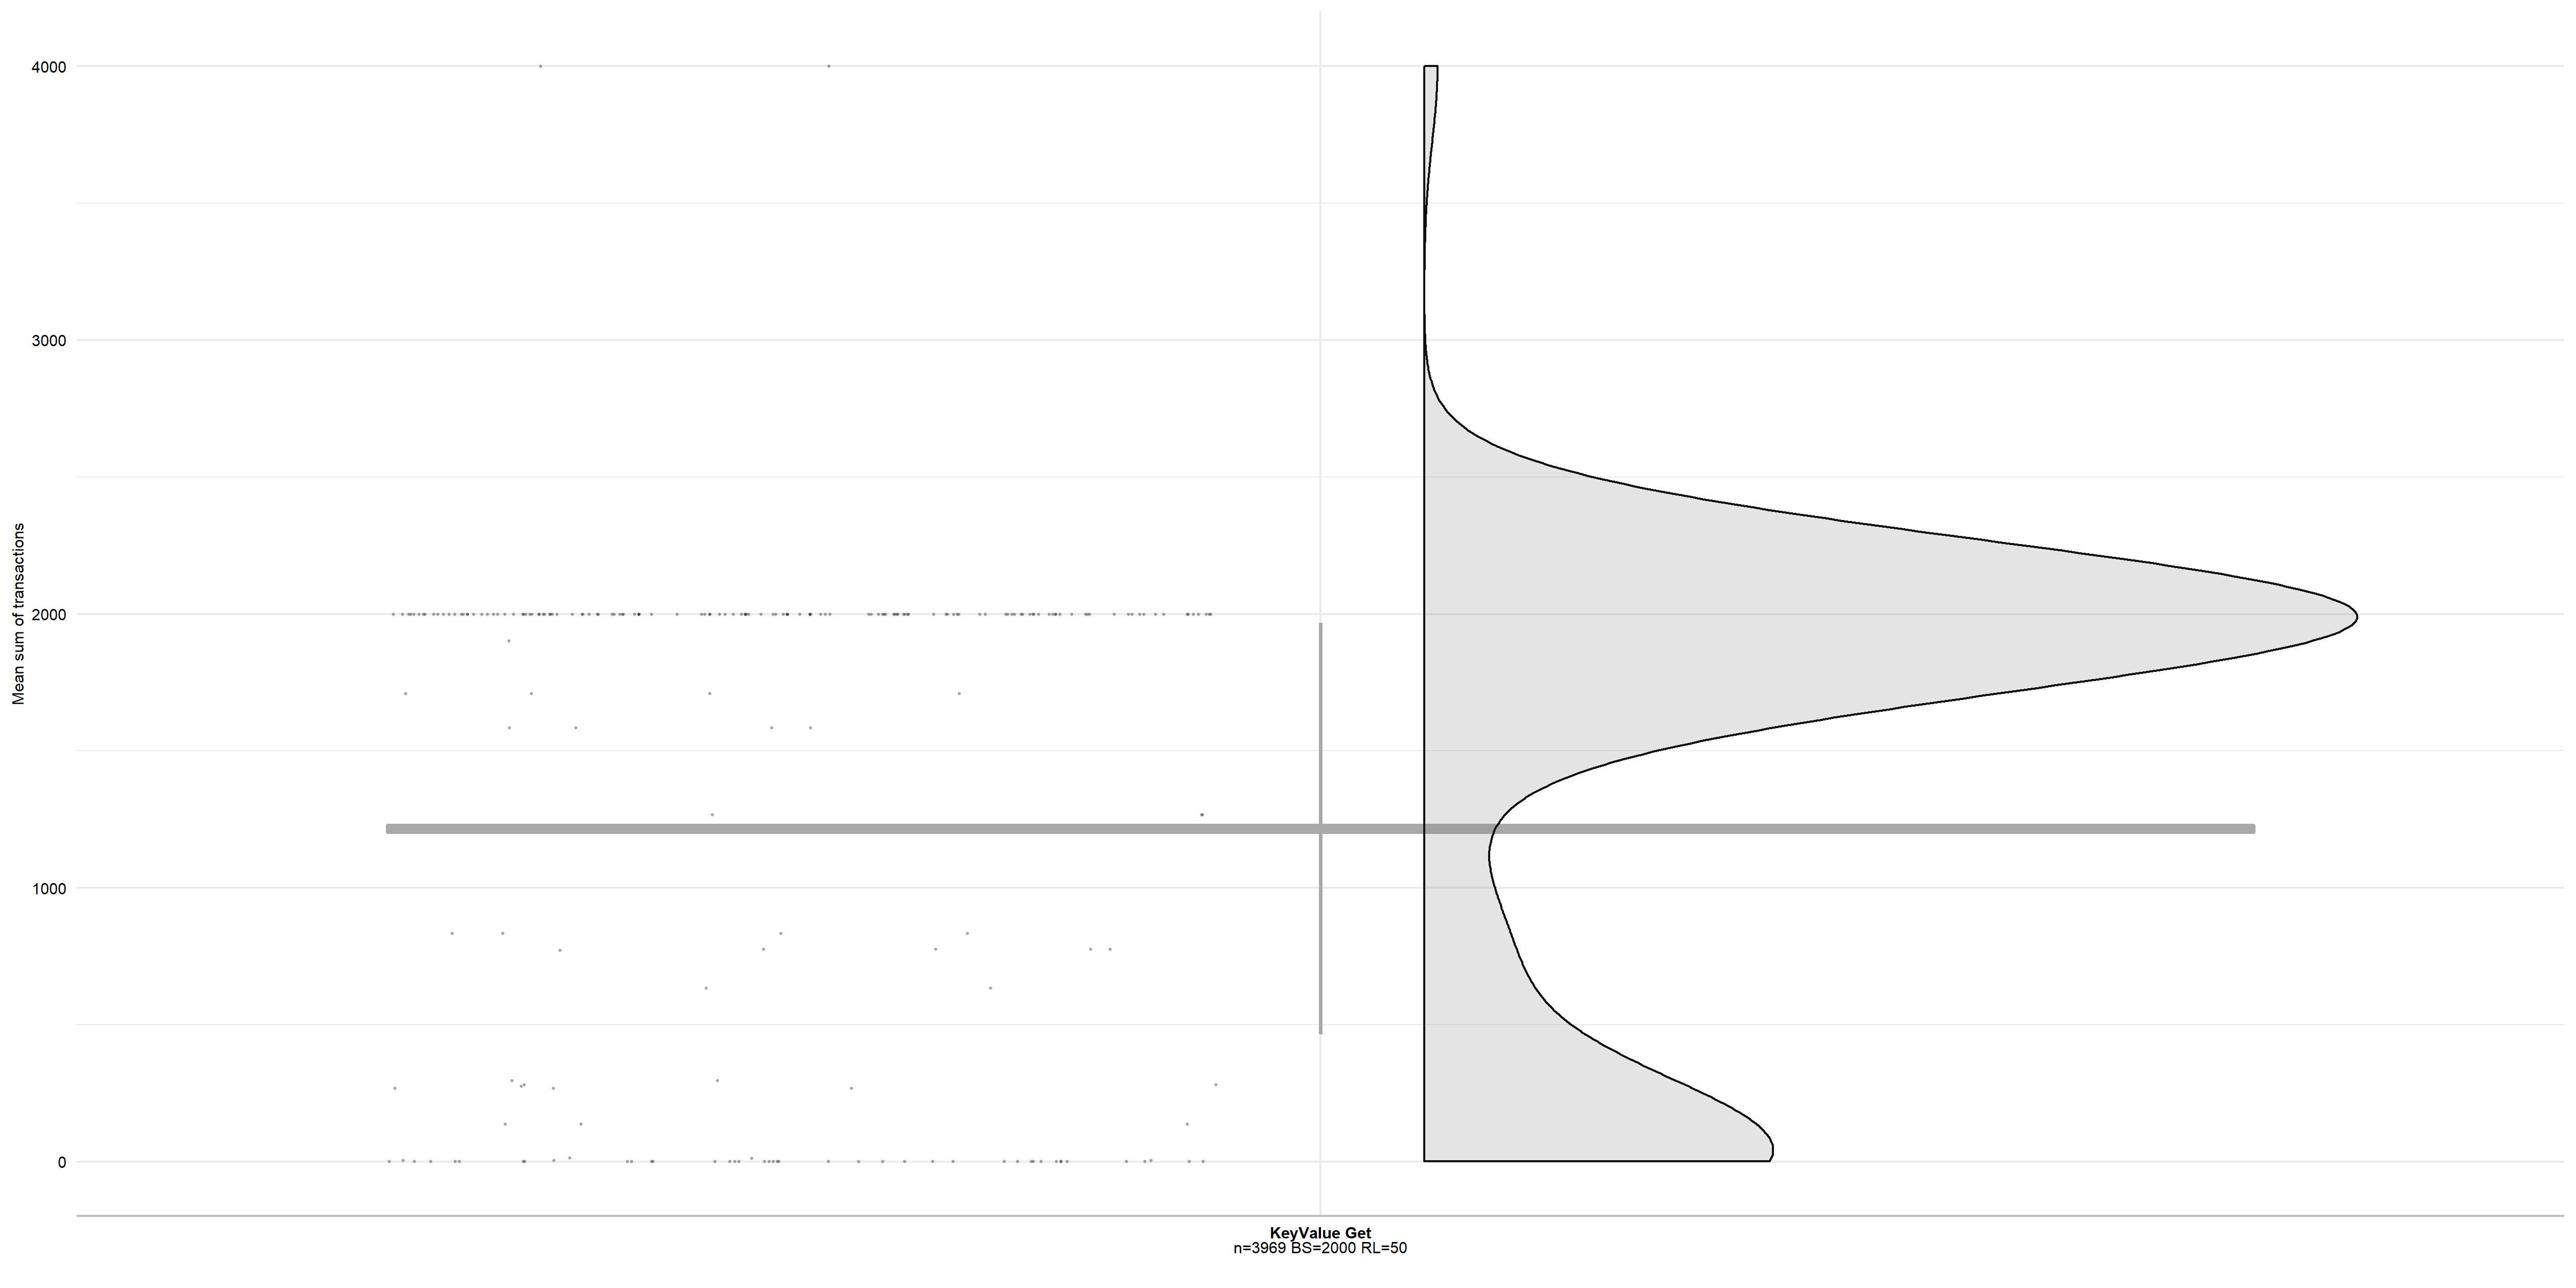 4000
3000
2000
1000
0
Mean sum of transactions
KeyValue Get
n=3969 BS=2000 RL=50